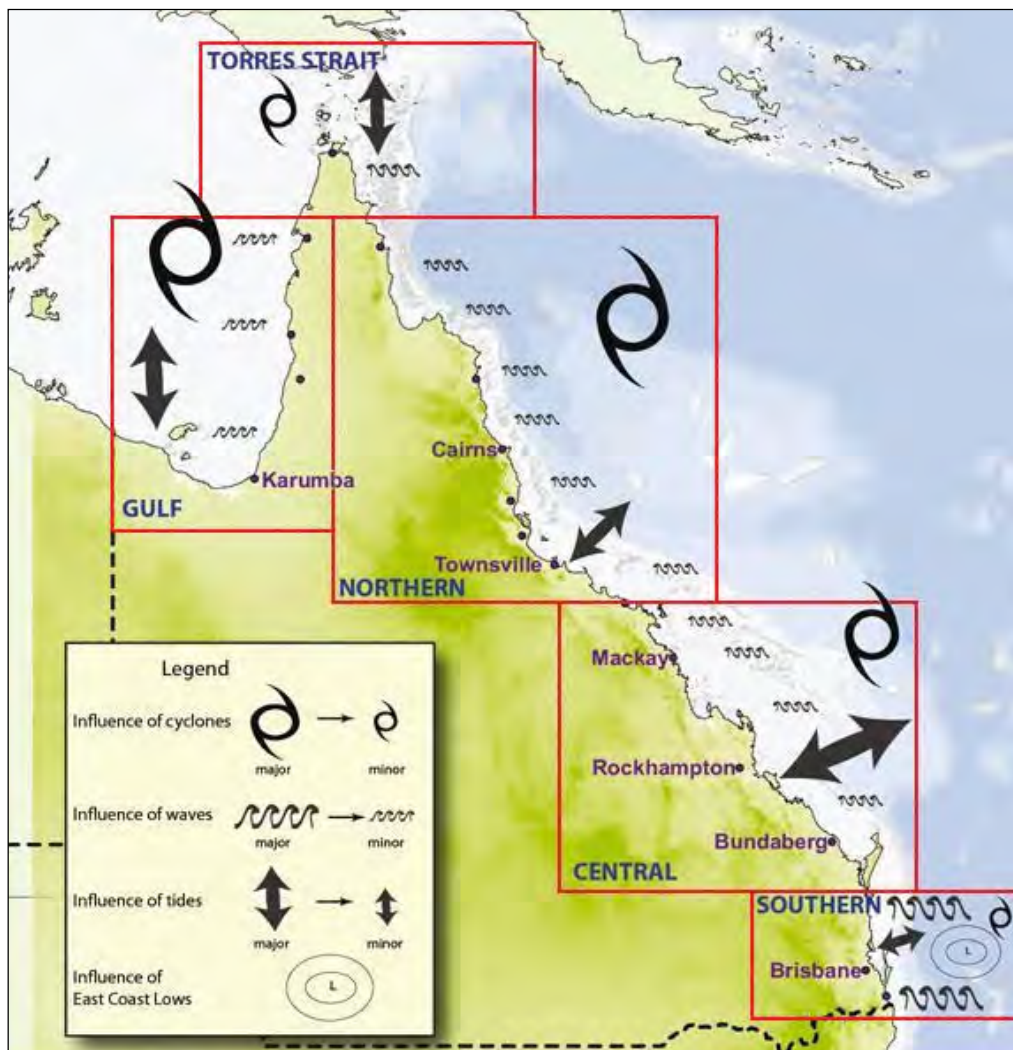 TORRES STRAIT
GULF
Karumba
Cairns
Townsville
NORTHERN
Mackay
Rockhampton
Bundaberg
CENTRAL
SOUTHERN
L
Brisbane
Legend
Influence of cyclones
major
minor
Influence of waves
major
minor
Influence of tides
major
minor
Influence of
East Coast Lows
L